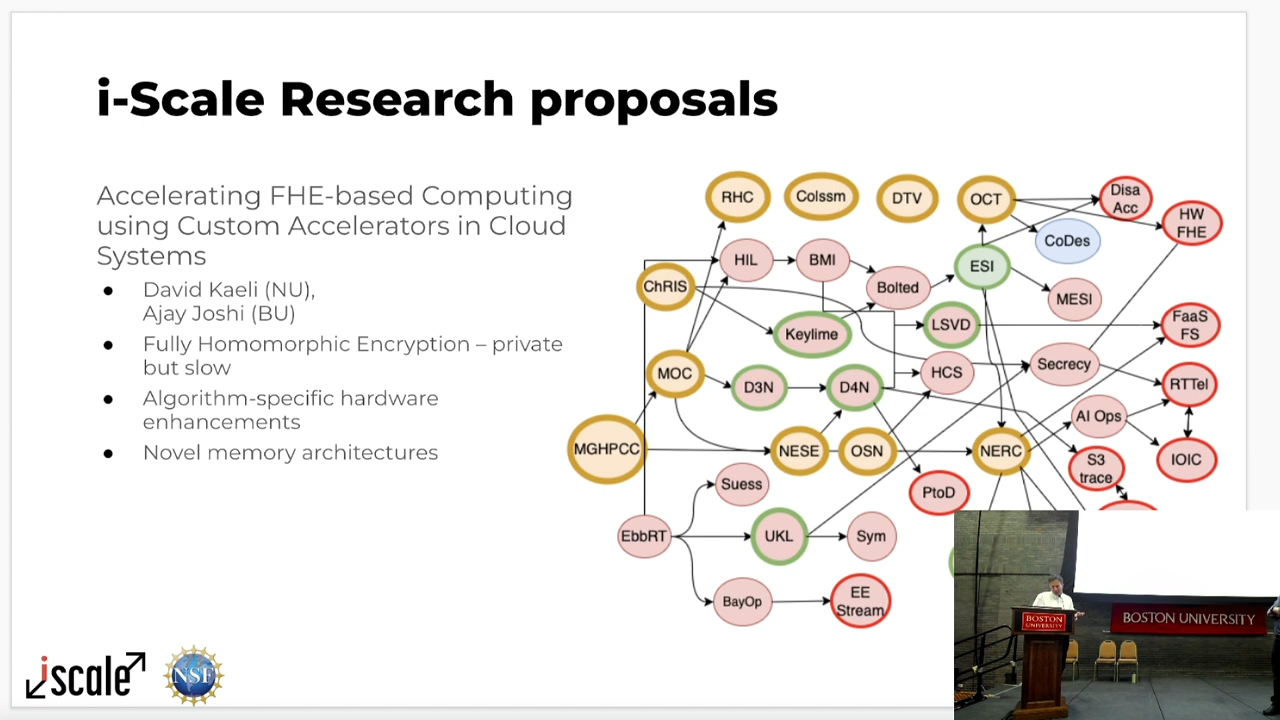 i-Scale Research proposals
Accelerating FHE-based Computing
using Custom Accelerators in Cloud
Systems
● David Kaeli (NU),
Ajay Joshi (BU)
● Fully Homomorphic Encryption – private
but slow
● Algorithm-specific hardware
enhancements
● Novel memory architectures
RHC
Colssm
DTV
OCT
Disa
Acc
HW
FHE
CoDes
HIL
BMI
ESI
ChRIS
Bolted
MESI
Keylime
LSVD
FaaS
FS
MOC
D3N
D4N
HCS
Secrecy
RTTel
AI Ops
MGHPCC
NESE
OSN
NERC
S3
trace
IOIC
Suess
PtoD
EbbRT
UKL
Sym
BayOp
EE
Stream
iscale
NSF
BOSTON
UNIVERSITY
BOSTON UNIVERSITY